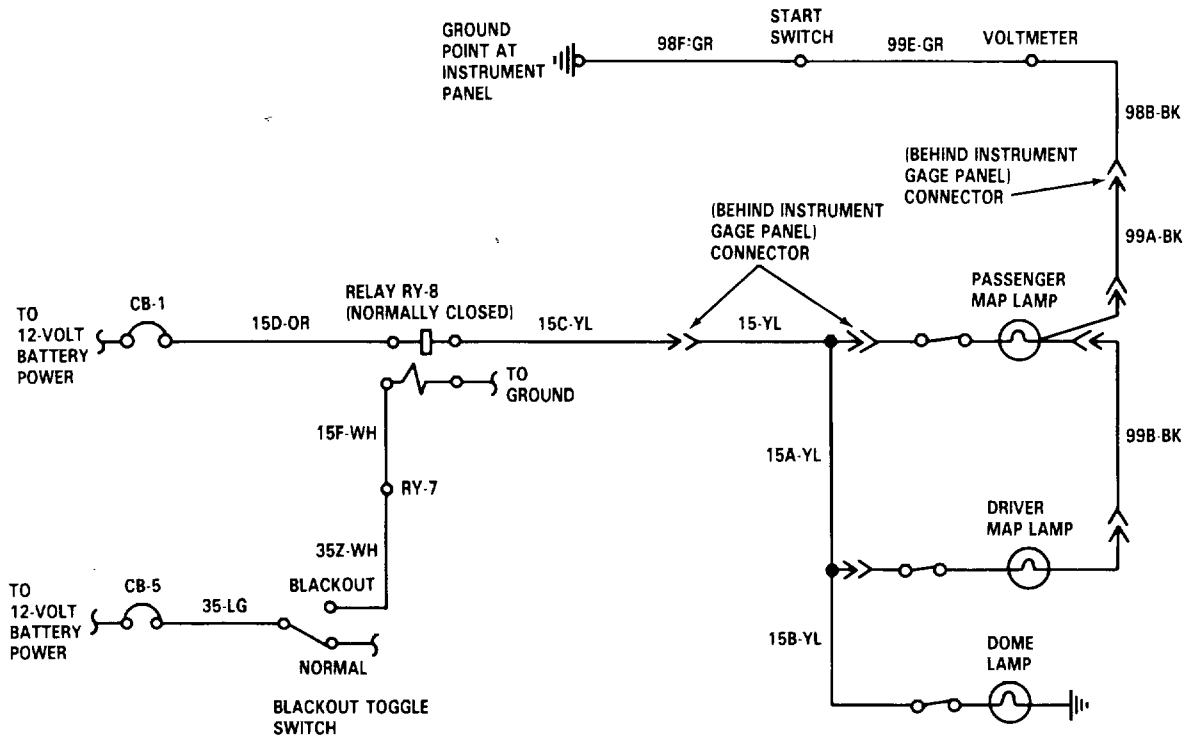 GROUND
POINT AT
INSTRUMENT
PANEL
98F-GR
START
SWITCH
99E-GR
VOLTMETER
98B-BK
(BEHIND INSTRUMENT
GAGE PANEL)
CONNECTOR
99A-BK
(BEHIND INSTRUMENT
GAGE PANEL)
CONNECTOR
PASSENGER
MAP LAMP
TO
12-VOLT
BATTERY
POWER
CB-1
15D-OR
RELAY RY-8
(NORMALLY CLOSED)
15C-YL
15-YL
TO
GROUND
15F-WH
RY-7
35Z-WH
15A-YL
99B-BK
DRIVER
MAP LAMP
TO
12-VOLT
BATTERY
POWER
CB-5
35-LG
BLACKOUT
NORMAL
BLACKOUT TOGGLE
SWITCH
15B-YL
DOME
LAMP